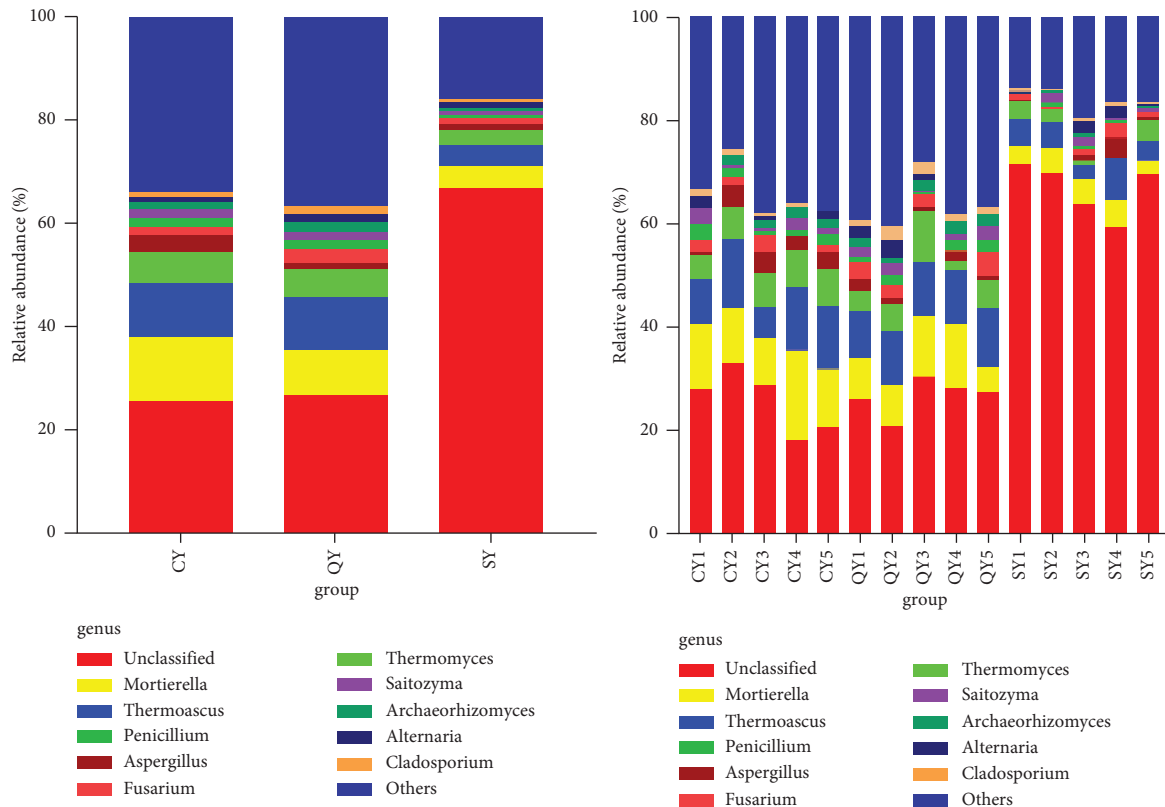 Relative abundance (%)
100
80
60
40
20
0
CY
QY
SY
group
genus
Unclassified
Mortierella
Thermoascus
Penicillium
Aspergillus
Fusarium
Thermomyces
Saitozyma
Archaeorhizomyces
Alternaria
Cladosporium
Others
Relative abundance (%)
100
80
60
40
20
0
CY1
CY2
CY3
CY4
CY5
QY1
QY2
QY3
QY4
QY5
SY1
SY2
SY3
SY4
SY5
group
genus
Unclassified
Mortierella
Thermoascus
Penicillium
Aspergillus
Fusarium
Thermomyces
Saitozyma
Archaeorhizomyces
Alternaria
Cladosporium
Others